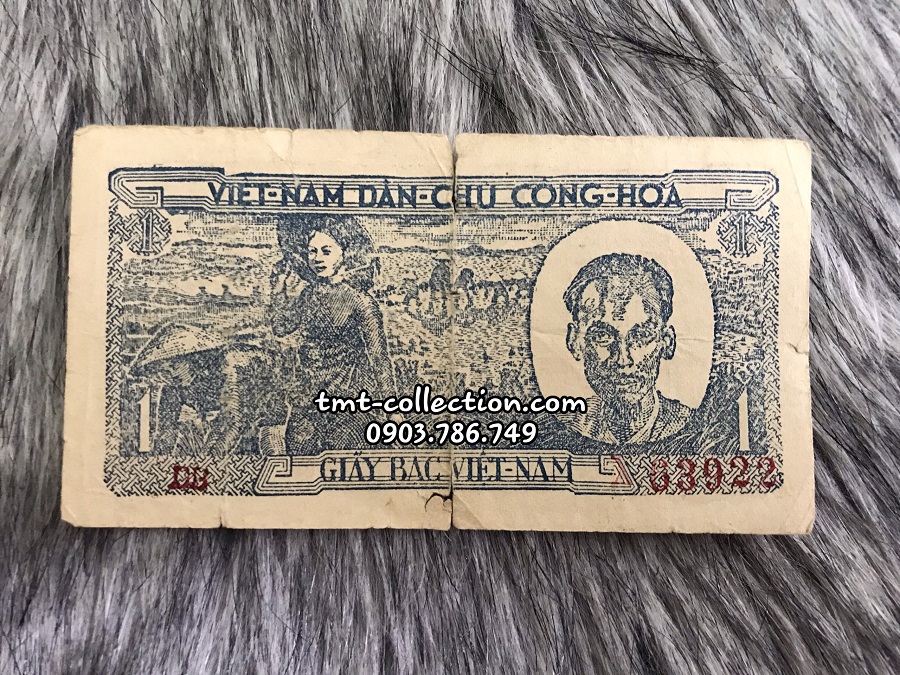 VIỆT-NAM DÂN-CHỦ CỘNG-HÒA
1 1
tmt-collection.com
1 1
0903.786.749
GIẤY BẠC VIỆT-NAM
63922